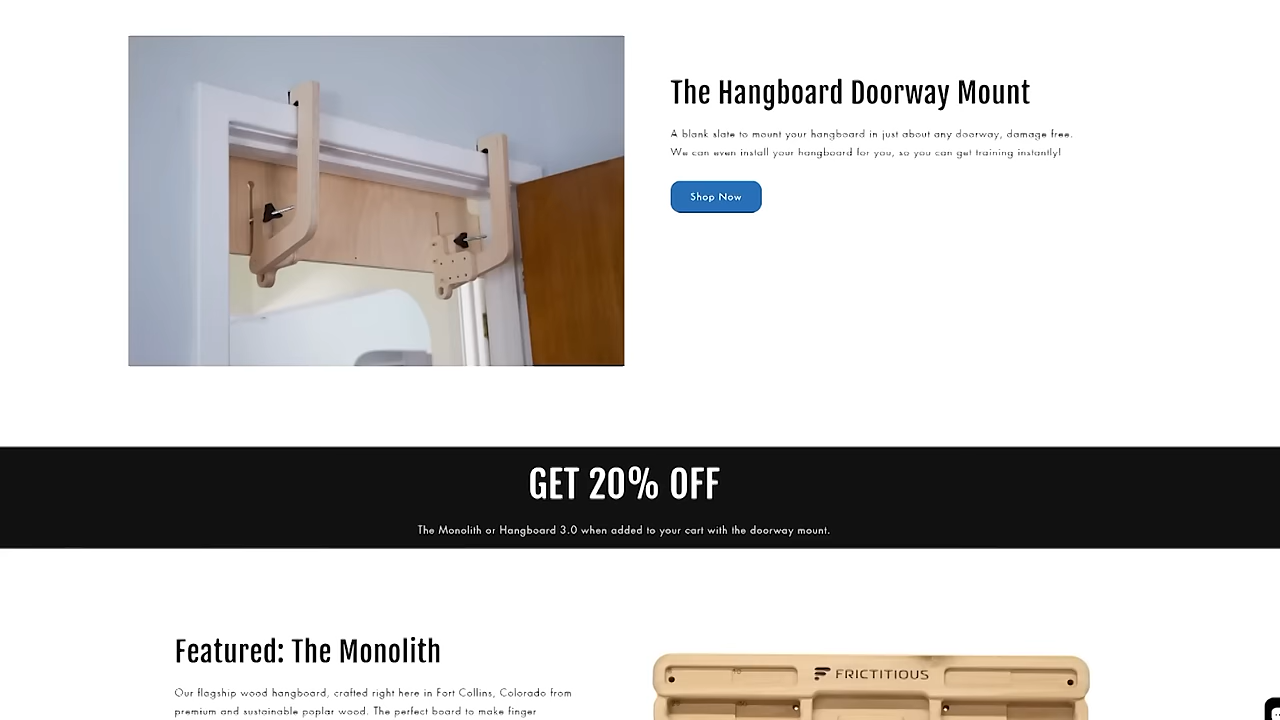 The Hangboard Doorway Mount
A blank slate to mount your hangboard in just about any doorway, damage free.
We can even install your hangboard for you, so you can get training instantly!
Shop Now
GET 20% OFF
The Monolith or Hangboard 3.0 when added to your cart with the doorway mount.
Featured: The Monolith
Our flagship wood hangboard, crafted right here in Fort Collins, Colorado from
premium and sustainable poplar wood. The perfect board to make finger
FRICTITIOUS